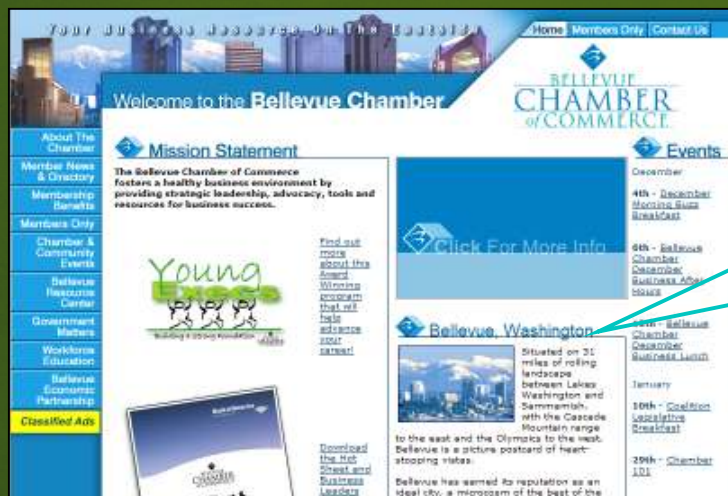 Your Business Resource On The Eastside
Home Members Only Contact Us
Welcome to the Bellevue Chamber
BELLEVUE
CHAMBER
of COMMERCE
About The
Chamber
Member News
& Directory
Membership
Benefits
Members Only
Chamber &
Community
Events
Bellevue
Resource
Center
Government
Matters
Workforce
Education
Bellevue
Economic
Partnership
Classified Ads
Mission Statement
The Bellevue Chamber of Commerce
fosters a healthy business environment by
providing strategic leadership, advocacy, tools and
resources for business success.
Young
Execs
Building A Strong Foundation
Find out
more
about this
Award
Winning
program
that will
help
advance
your
career!
CHAMBER
Download
the Hot
Sheet and
Business
Leaders
Click For More Info
Bellevue, Washington
Situated on 31
miles of rolling
landscape
between Lakes
Washington and
Sammamish,
with the Cascade
Mountain range
to the east and the Olympics to the west,
Bellevue is a picture postcard of heart-
stopping vistas.
Bellevue has earned its reputation as an
ideal city, a microcosm of the best of the
Events
December
4th - December
Morning Buzz
Breakfast
6th - Bellevue
Chamber
December
Business After
Hours
- Bellevue
Chamber
December
Business Lunch
January
10th - Coalition
Legislative
Breakfast
29th - Chamber
101